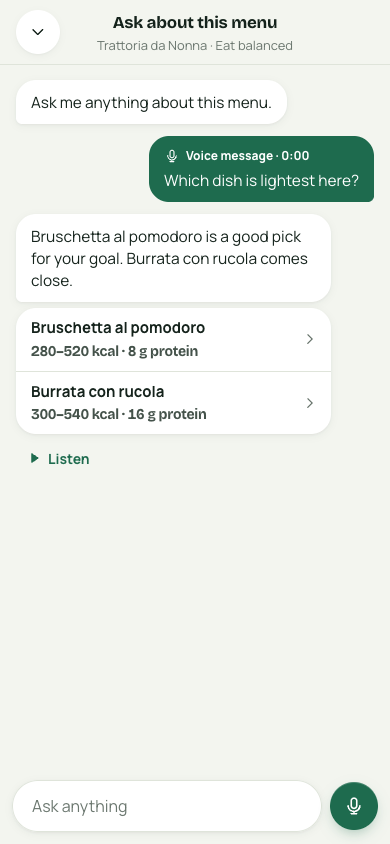 Ask about this menu
Trattoria da Nonna · Eat balanced
Ask me anything about this menu.
Voice message · 0:00
Which dish is lightest here?
Bruschetta al pomodoro is a good pick
for your goal. Burrata con rucola comes
close.
Bruschetta al pomodoro
280–520 kcal · 8 g protein
Burrata con rucola
300–540 kcal · 16 g protein
Listen
Ask anything